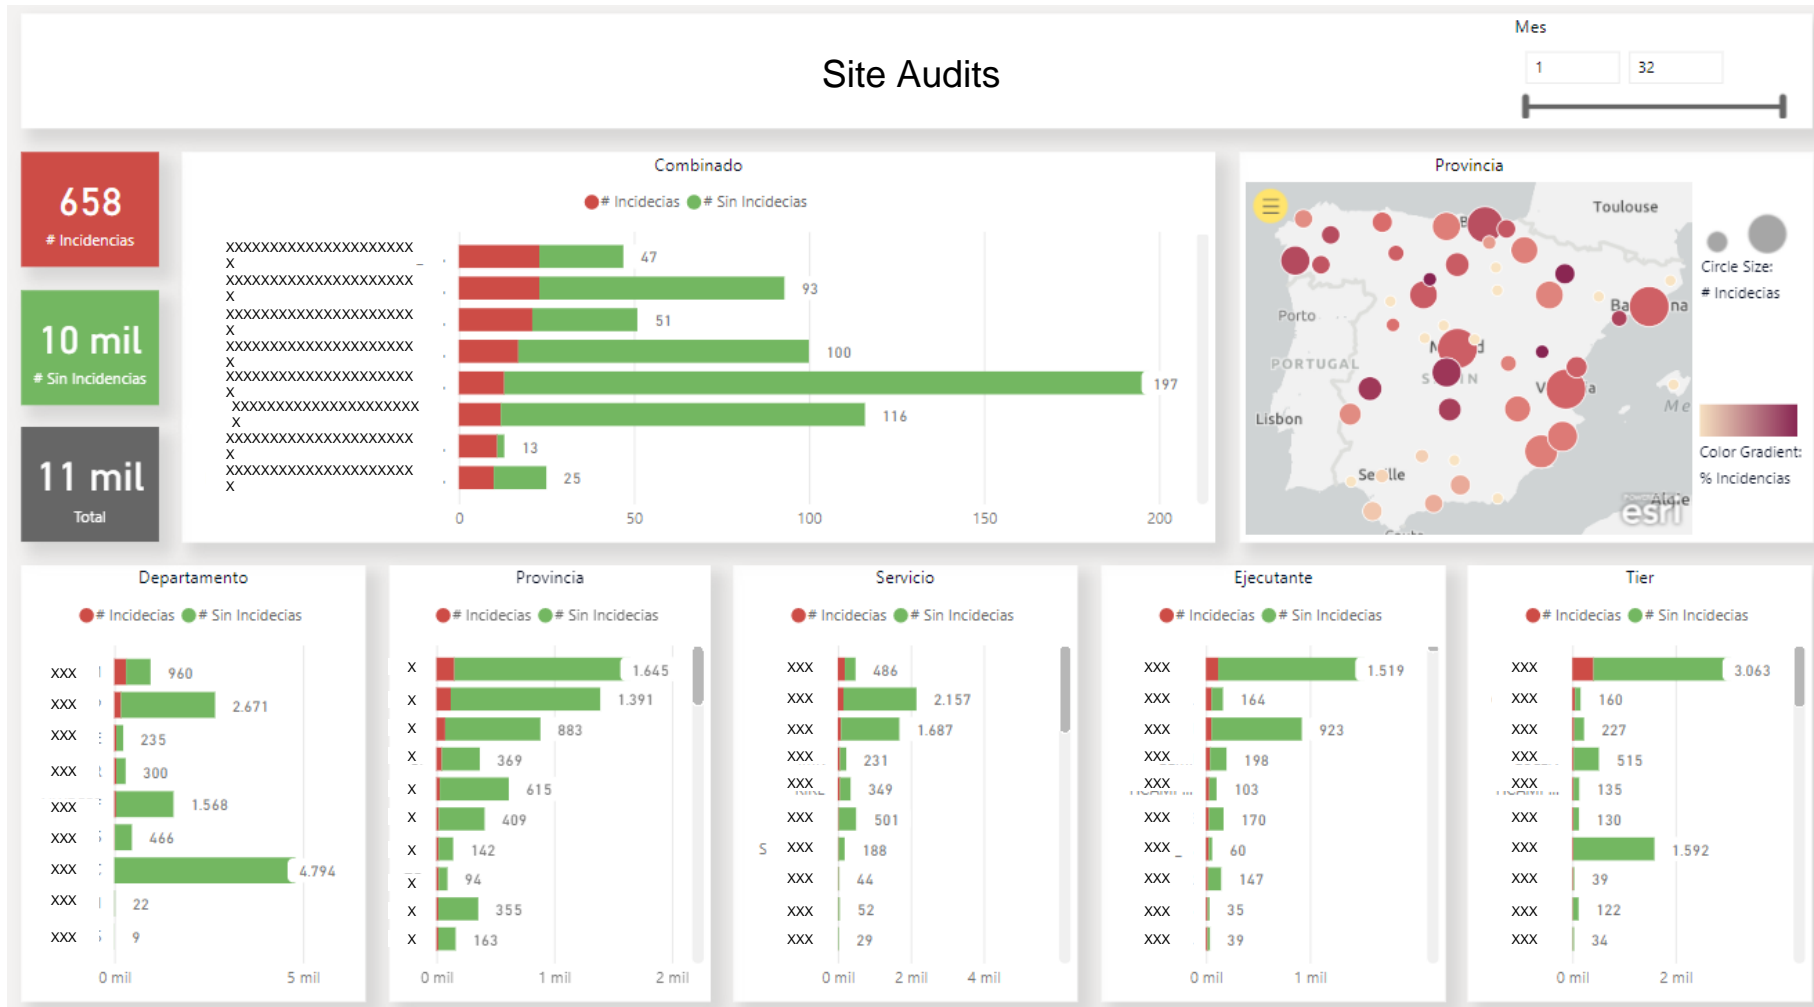 Site Audits
Mes
1
32
658
# Incidencias
10 mil
# Sin Incidencias
11 mil
Total
Combinado
# Incidecias
# Sin Incidecias
XXXXXXXXXXXXXXXXXXXXX
X
XXXXXXXXXXXXXXXXXXXXX
X
XXXXXXXXXXXXXXXXXXXXX
X
XXXXXXXXXXXXXXXXXXXXX
X
XXXXXXXXXXXXXXXXXXXXX
X
XXXXXXXXXXXXXXXXXXXXX
X
XXXXXXXXXXXXXXXXXXXXX
X
XXXXXXXXXXXXXXXXXXXXX
X
47
93
51
100
197
116
13
25
0
50
100
150
200
Provincia
Toulouse
Porto
PORTUGAL
Lisbon
esri
Circle Size:
# Incidecias
Color Gradient:
% Incidencias
Departamento
# Incidecias
# Sin Incidecias
XXX 960
XXX 2.671
XXX 235
XXX 300
XXX 1.568
XXX 466
XXX 4.794
XXX 22
XXX 9
0 mil
5 mil
Provincia
# Incidecias
# Sin Incidecias
X 1.645
X 1.391
X 883
X 369
X 615
X 409
X 142
X 94
X 355
X 163
0 mil
1 mil
2 mil
Servicio
# Incidecias
# Sin Incidecias
XXX 486
XXX 2.157
XXX 1.687
XXX 231
XXX 349
XXX 501
S XXX 188
XXX 44
XXX 52
XXX 29
0 mil
2 mil
4 mil
Ejecutante
# Incidecias
# Sin Incidecias
XXX 1.519
XXX 164
XXX 923
XXX 198
XXX 103
XXX 170
XXX _ 60
XXX 147
XXX 35
XXX 39
0 mil
1 mil
Tier
# Incidecias
# Sin Incidecias
XXX 3.063
XXX 160
XXX 227
XXX 515
XXX 135
XXX 130
XXX 1.592
XXX 39
XXX 122
XXX 34
0 mil
2 mil